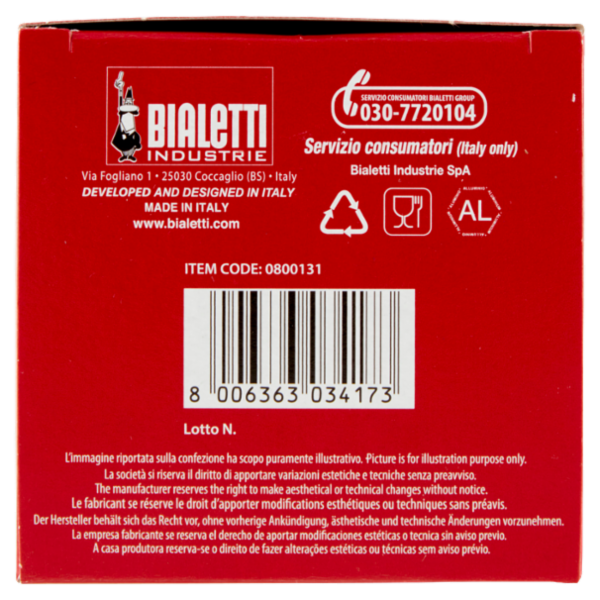 BIALETTI
INDUSTRIE
Via Fogliano 1 • 25030 Coccaglio (BS) • Italy
DEVELOPED AND DESIGNED IN ITALY
MADE IN ITALY
www.bialetti.com
SERVIZIO CONSUMATORI BIALETTI GROUP
030-7720104
Servizio consumatori (Italy only)
Bialetti Industrie SpA
AL
ITEM CODE: 0800131
8 006363 034173
Lotto N.
L'immagine riportata sulla confezione ha scopo puramente illustrativo. Picture is for illustration purpose only.
La società si riserva il diritto di apportare variazioni estetiche e tecniche senza preavviso.
The manufacturer reserves the right to make aesthetical or technical changes without notice.
Le fabricant se réserve le droit d'apporter modifications esthétiques ou techniques sans préavis.
Der Hersteller behält sich das Recht vor, ohne vorherige Ankündigung, ästhetische und technische Änderungen vorzunehmen.
La empresa fabricante se reserva el derecho de aportar modificaciones estéticas o tecnica sin aviso previo.
A casa produtora reserva-se o direito de fazer alterações estéticas ou técnicas sem aviso prévio.